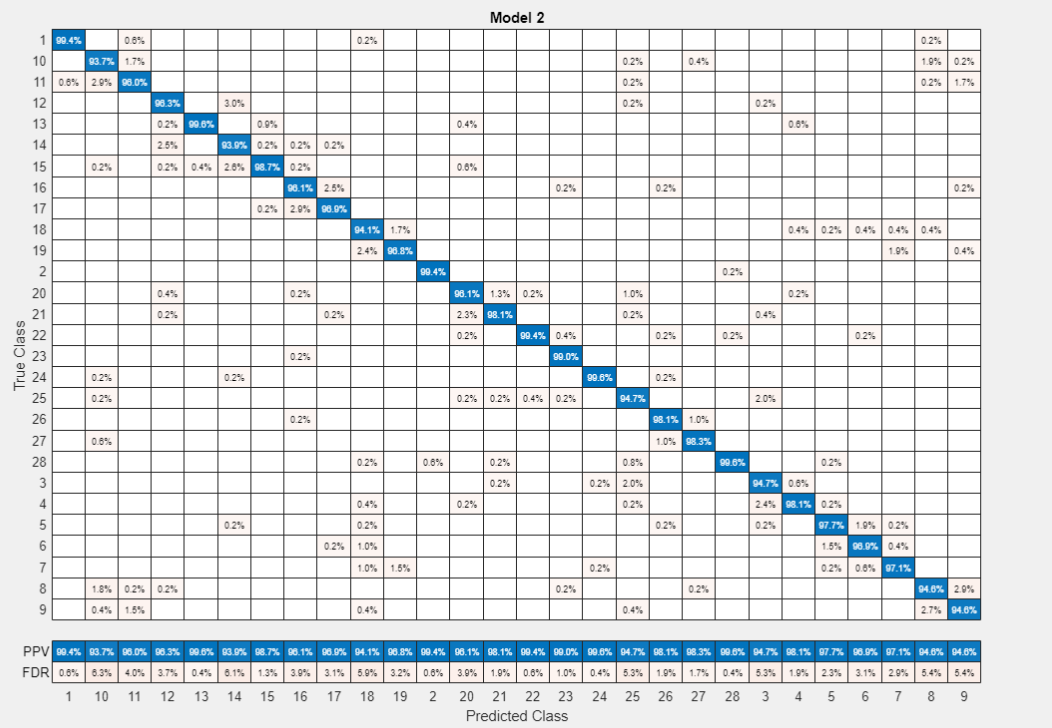 Model 2
1 99.4% 0.6% 0.2% 0.2%
10 93.7% 1.7% 0.2% 0.4% 1.9% 0.2%
11 0.6% 2.9% 96.0% 0.2% 0.2% 1.7%
12 96.3% 3.0% 0.2% 0.2%
13 0.2% 99.6% 0.9% 0.4% 0.6%
14 2.5% 93.9% 0.2% 0.2% 0.2%
15 0.2% 0.2% 0.4% 2.6% 98.7% 0.2% 0.6%
16 96.1% 2.5% 0.2% 0.2% 0.2%
17 0.2% 2.9% 96.9%
18 94.1% 1.7% 0.4% 0.2% 0.4% 0.4% 0.4%
19 2.4% 96.8% 1.9% 0.4%
2 99.4% 0.2%
20 0.4% 0.2% 96.1% 1.3% 0.2% 1.0% 0.2%
21 0.2% 0.2% 2.3% 98.1% 0.2% 0.4%
22 0.2% 99.4% 0.4% 0.2% 0.2% 0.2%
23 0.2% 99.0%
24 0.2% 0.2% 99.6% 0.2%
25 0.2% 0.2% 0.2% 0.4% 0.2% 94.7% 2.0%
26 0.2% 98.1% 1.0%
27 0.6% 1.0% 98.3%
28 0.2% 0.6% 0.2% 0.8% 99.6% 0.2%
3 0.2% 0.2% 2.0% 94.7% 0.6%
4 0.4% 0.2% 0.2% 2.4% 98.1% 0.2%
5 0.2% 0.2% 0.2% 0.2% 97.7% 1.9% 0.2%
6 0.2% 1.0% 1.5% 96.9% 0.4%
7 1.0% 1.5% 0.2% 0.2% 0.6% 97.1%
8 1.8% 0.2% 0.2% 0.2% 0.2% 94.6% 2.9%
9 0.4% 1.5% 0.4% 0.4% 2.7% 94.6%
True Class
PPV 99.4% 93.7% 96.0% 96.3% 99.6% 93.9% 98.7% 96.1% 96.9% 94.1% 96.8% 99.4% 96.1% 98.1% 99.4% 99.0% 99.6% 94.7% 98.1% 98.3% 99.6% 94.7% 98.1% 97.7% 96.9% 97.1% 94.6% 94.6%
FDR 0.6% 6.3% 4.0% 3.7% 0.4% 6.1% 1.3% 3.9% 3.1% 5.9% 3.2% 0.6% 3.9% 1.9% 0.6% 1.0% 0.4% 5.3% 1.9% 1.7% 0.4% 5.3% 1.9% 2.3% 3.1% 2.9% 5.4% 5.4%
1 10 11 12 13 14 15 16 17 18 19 2 20 21 22 23 24 25 26 27 28 3 4 5 6 7 8 9
Predicted Class